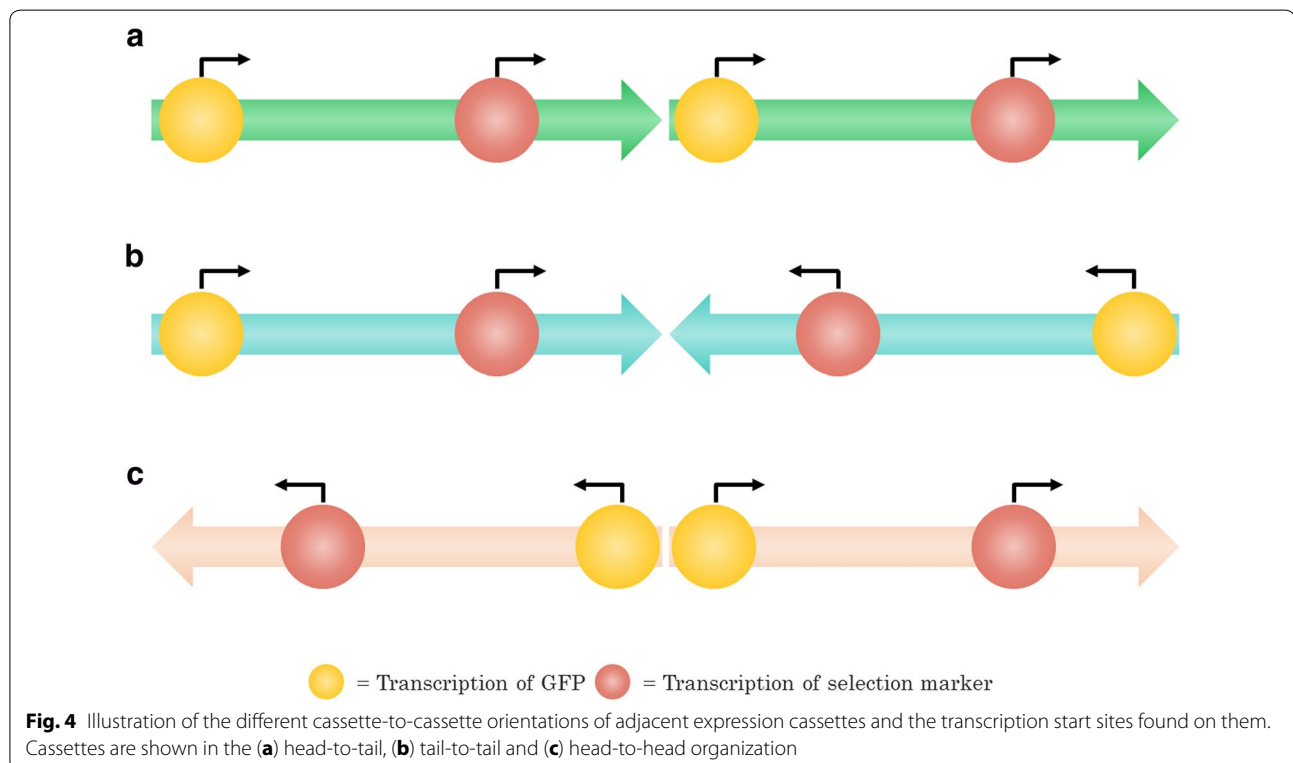 a
b
c
= Transcription of GFP = Transcription of selection marker
Fig. 4 Illustration of the different cassette-to-cassette orientations of adjacent expression cassettes and the transcription start sites found on them.
Cassettes are shown in the (a) head-to-tail, (b) tail-to-tail and (c) head-to-head organization